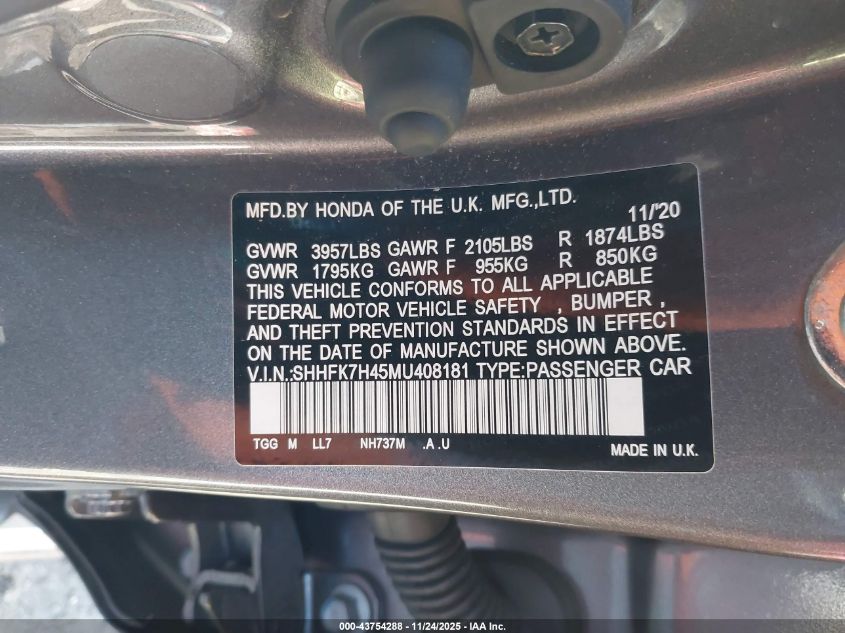 MFD.BY HONDA OF THE U.K. MFG.,LTD.
11/'20
GVWR 3957LBS GAWR F 2105LBS R 1874LBS
GVWR 1795KG GAWR F 955KG R 850KG
THIS VEHICLE CONFORMS TO ALL APPLICABLE
FEDERAL MOTOR VEHICLE SAFETY , BUMPER ,
AND THEFT PREVENTION STANDARDS IN EFFECT
ON THE DATE OF MANUFACTURE SHOWN ABOVE.
V.I.N.:SHHFK7H45MU408181 TYPE:PASSENGER CAR
TGG M LL7 NH737M .A .U
MADE IN U.K.
000-43754288 - 11/24/2025 - IAA Inc.